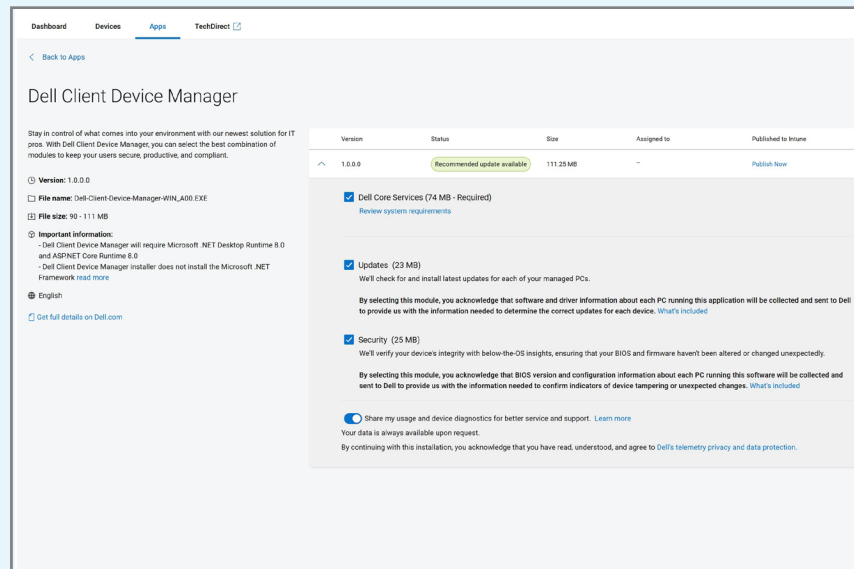 Dashboard Devices Apps TechDirect
Back to Apps
Dell Client Device Manager
Stay in control of what comes into your environment with our newest solution for IT
pros. With Dell Client Device Manager, you can select the best combination of
modules to keep your users secure, productive, and compliant.
Version: 1.0.0.0
File name: Dell-Client-Device-Manager-WIN_A00.EXE
File size: 90 - 111 MB
Important information:
- Dell Client Device Manager will require Microsoft .NET Desktop Runtime 8.0
and ASP.NET Core Runtime 8.0
- Dell Client Device Manager installer does not install the Microsoft .NET
Framework read more
English
Get full details on Dell.com
Version Status Size Assigned to Published to Intune
1.0.0.0 Recommended update available 111.25 MB – Publish Now
Dell Core Services (74 MB - Required)
Review system requirements
Updates (23 MB)
We'll check for and install latest updates for each of your managed PCs.
By selecting this module, you acknowledge that software and driver information about each PC running this application will be collected and sent to Dell
to provide us with the information needed to determine the correct updates for each device. What's included
Security (25 MB)
We'll verify your device's integrity with below-the-OS insights, ensuring that your BIOS and firmware haven't been altered or changed unexpectedly.
By selecting this module, you acknowledge that BIOS version and configuration information about each PC running this software will be collected and
sent to Dell to provide us with the information needed to confirm indicators of device tampering or unexpected changes. What's included
Share my usage and device diagnostics for better service and support. Learn more
Your data is always available upon request.
By continuing with this installation, you acknowledge that you have read, understood, and agree to Dell's telemetry privacy and data protection.